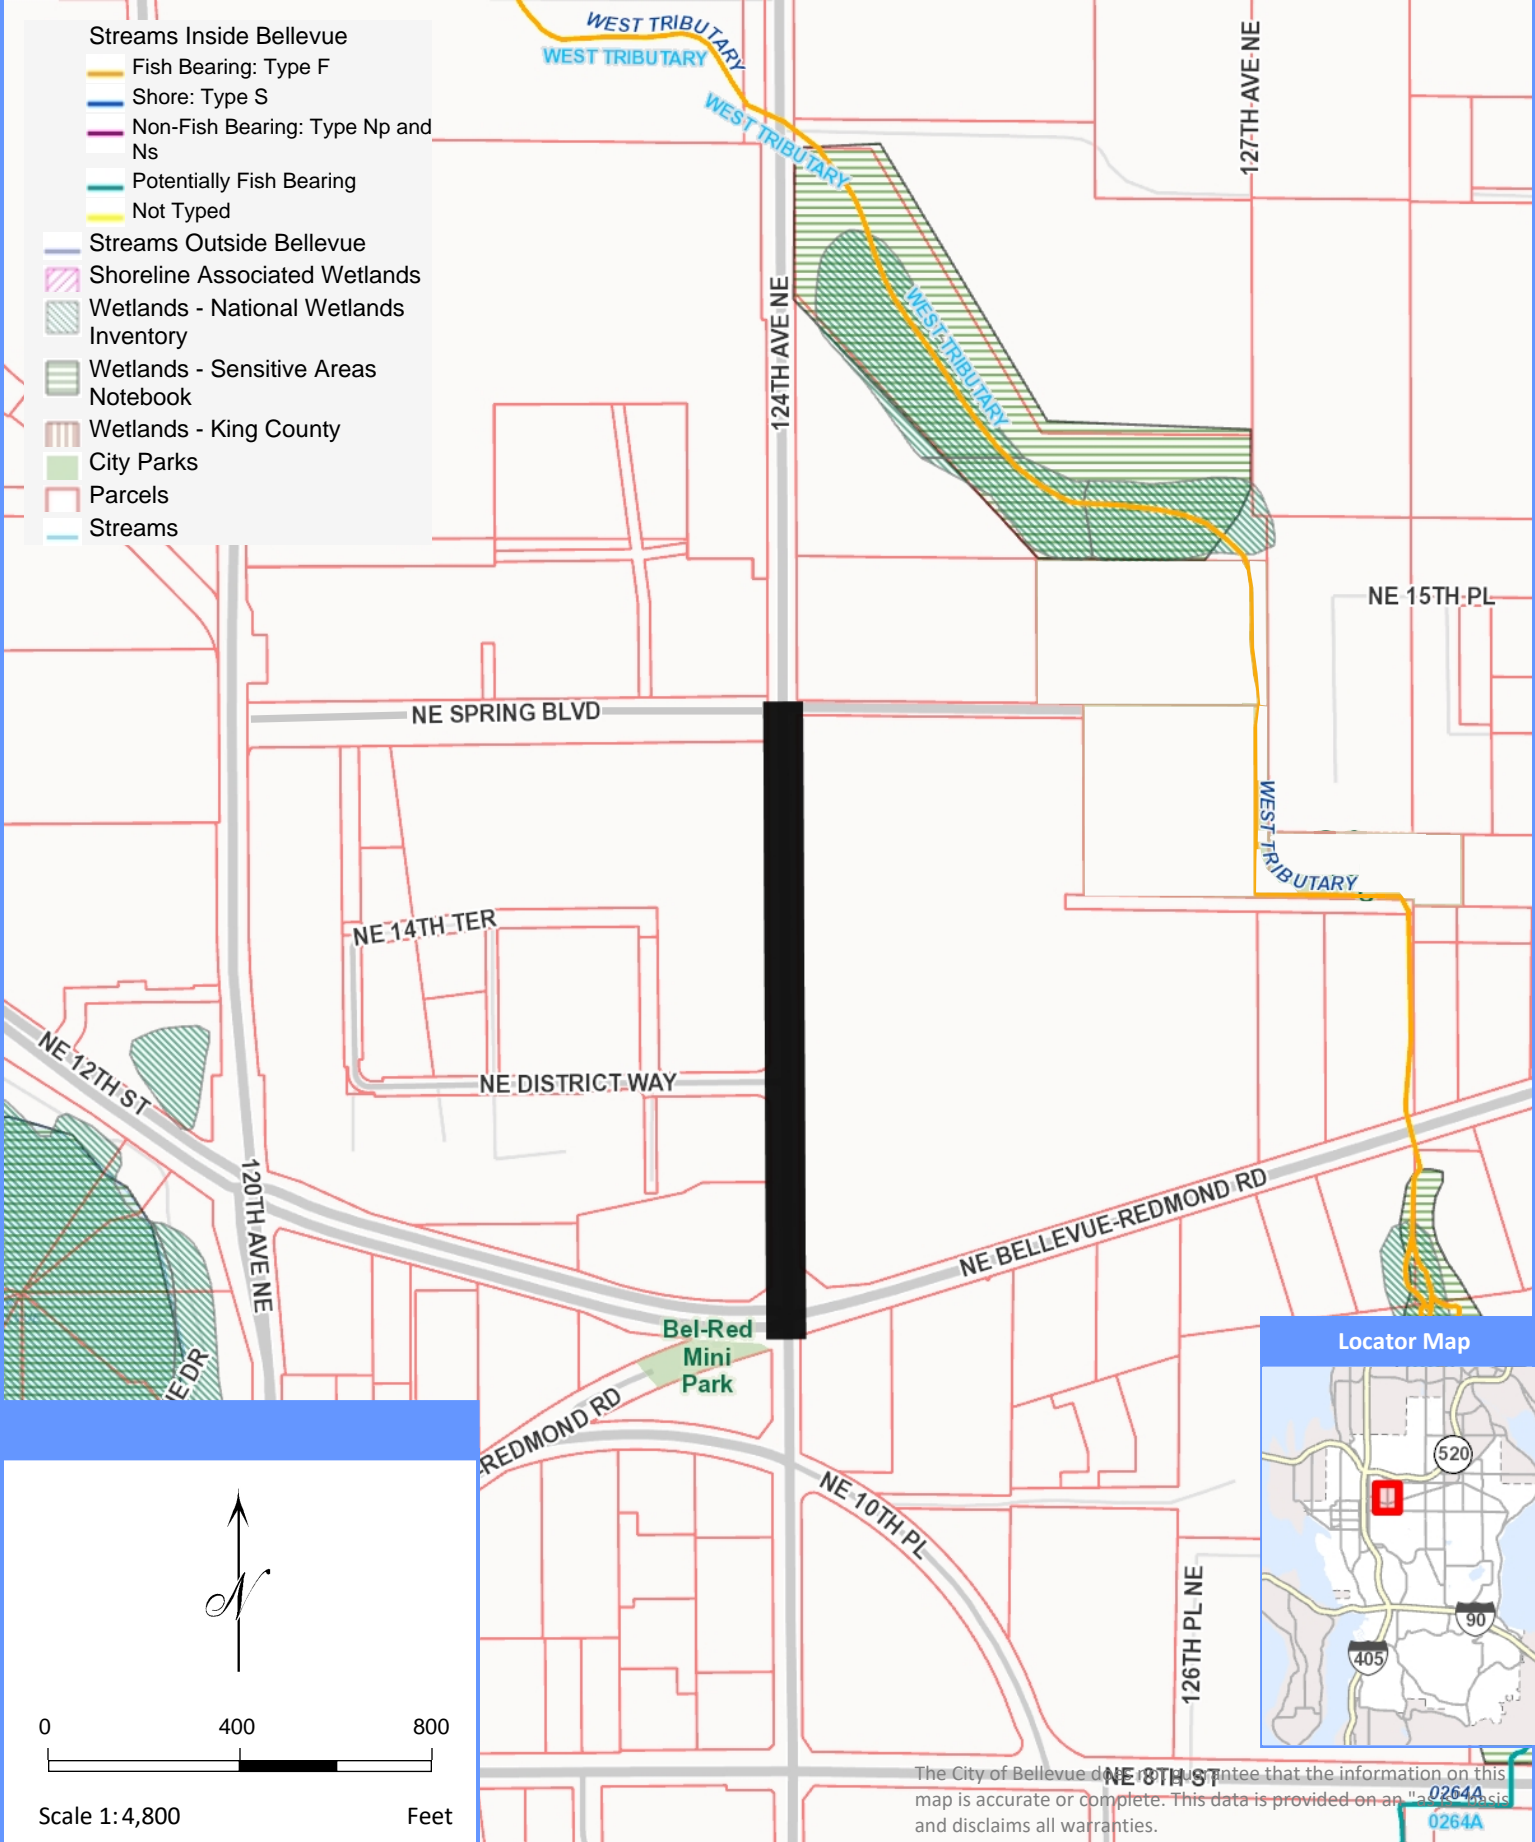 Streams Inside Bellevue
Fish Bearing: Type F
Shore: Type S
Non-Fish Bearing: Type Np and
Ns
Potentially Fish Bearing
Not Typed
Streams Outside Bellevue
Shoreline Associated Wetlands
Wetlands - National Wetlands
Inventory
Wetlands - Sensitive Areas
Notebook
Wetlands - King County
City Parks
Parcels
Streams
WEST TRIBUTARY
WEST TRIBUTARY
WEST TRIBUTARY
WEST TRIBUTARY
127TH AVE NE
124TH AVE NE
NE 15TH PL
NE SPRING BLVD
WEST TRIBUTARY
NE 14TH TER
NE 12TH ST
NE DISTRICT WAY
120TH AVE NE
NE BELLEVUE-REDMOND RD
Bel-Red
Mini
Park
E DR
-REDMOND RD
NE 10TH PL
126TH PL NE
NE 8TH ST
0264A
0264A
Locator Map
520
90
405
N
0 400 800
Scale 1: 4,800 Feet
The City of Bellevue does not guarantee that the information on this
map is accurate or complete. This data is provided on an "as is" basis
and disclaims all warranties.